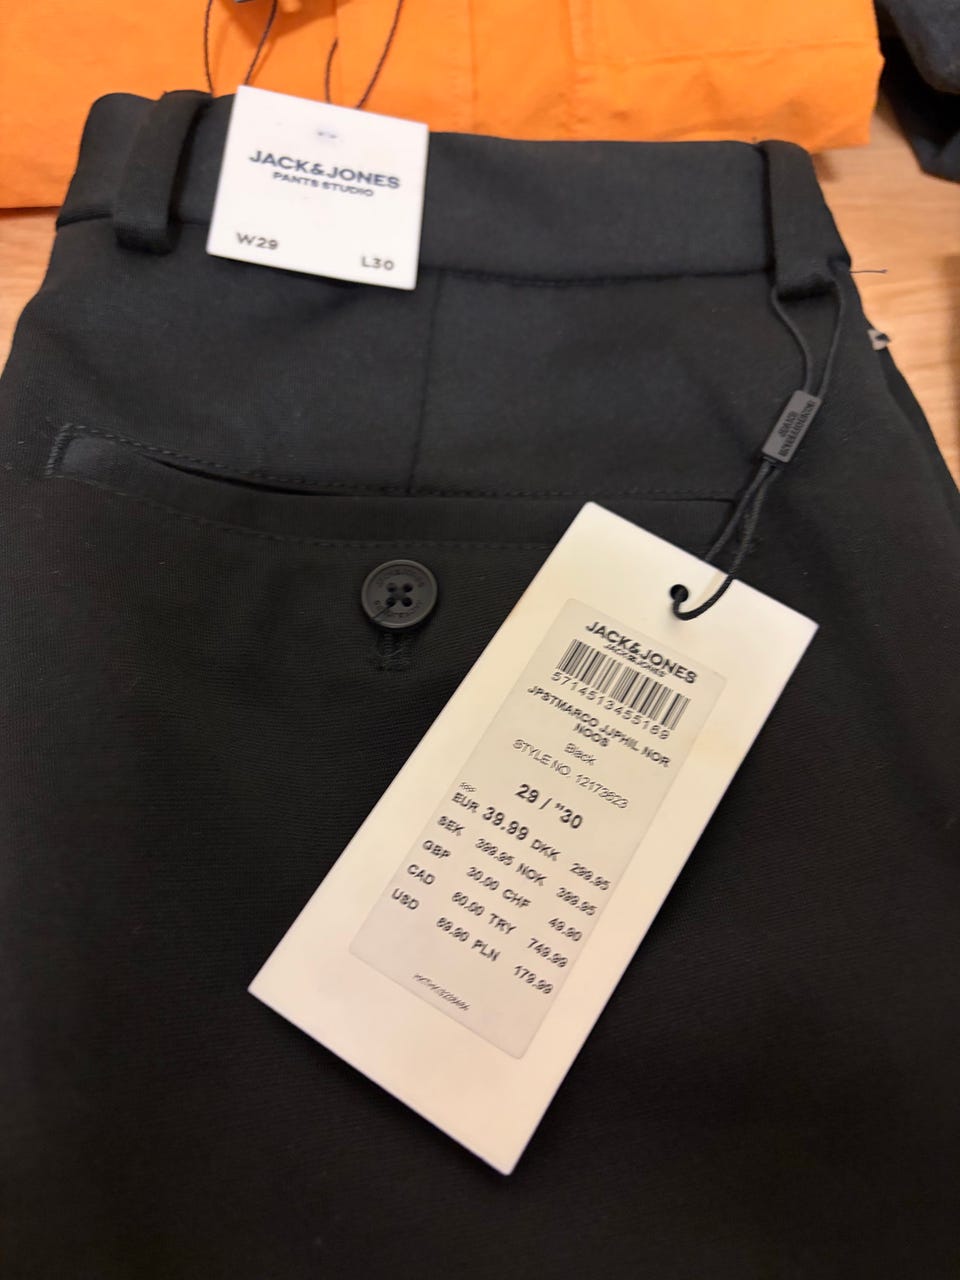 JACK&JONES
PANTS STUDIO
W29
L30
JACK&JONES
JACK&JONES
5714513455169
JPSTMARCO JJPHIL NOR
NOOS
Black
STYLE NO. 12173623
29 / "30
RRP
EUR 39.99 DKK 299.95
SEK 399.95 NOK 399.95
GBP 30.00 CHF 49.90
CAD 60.00 TRY 749.99
USD 69.90 PLN 179.99